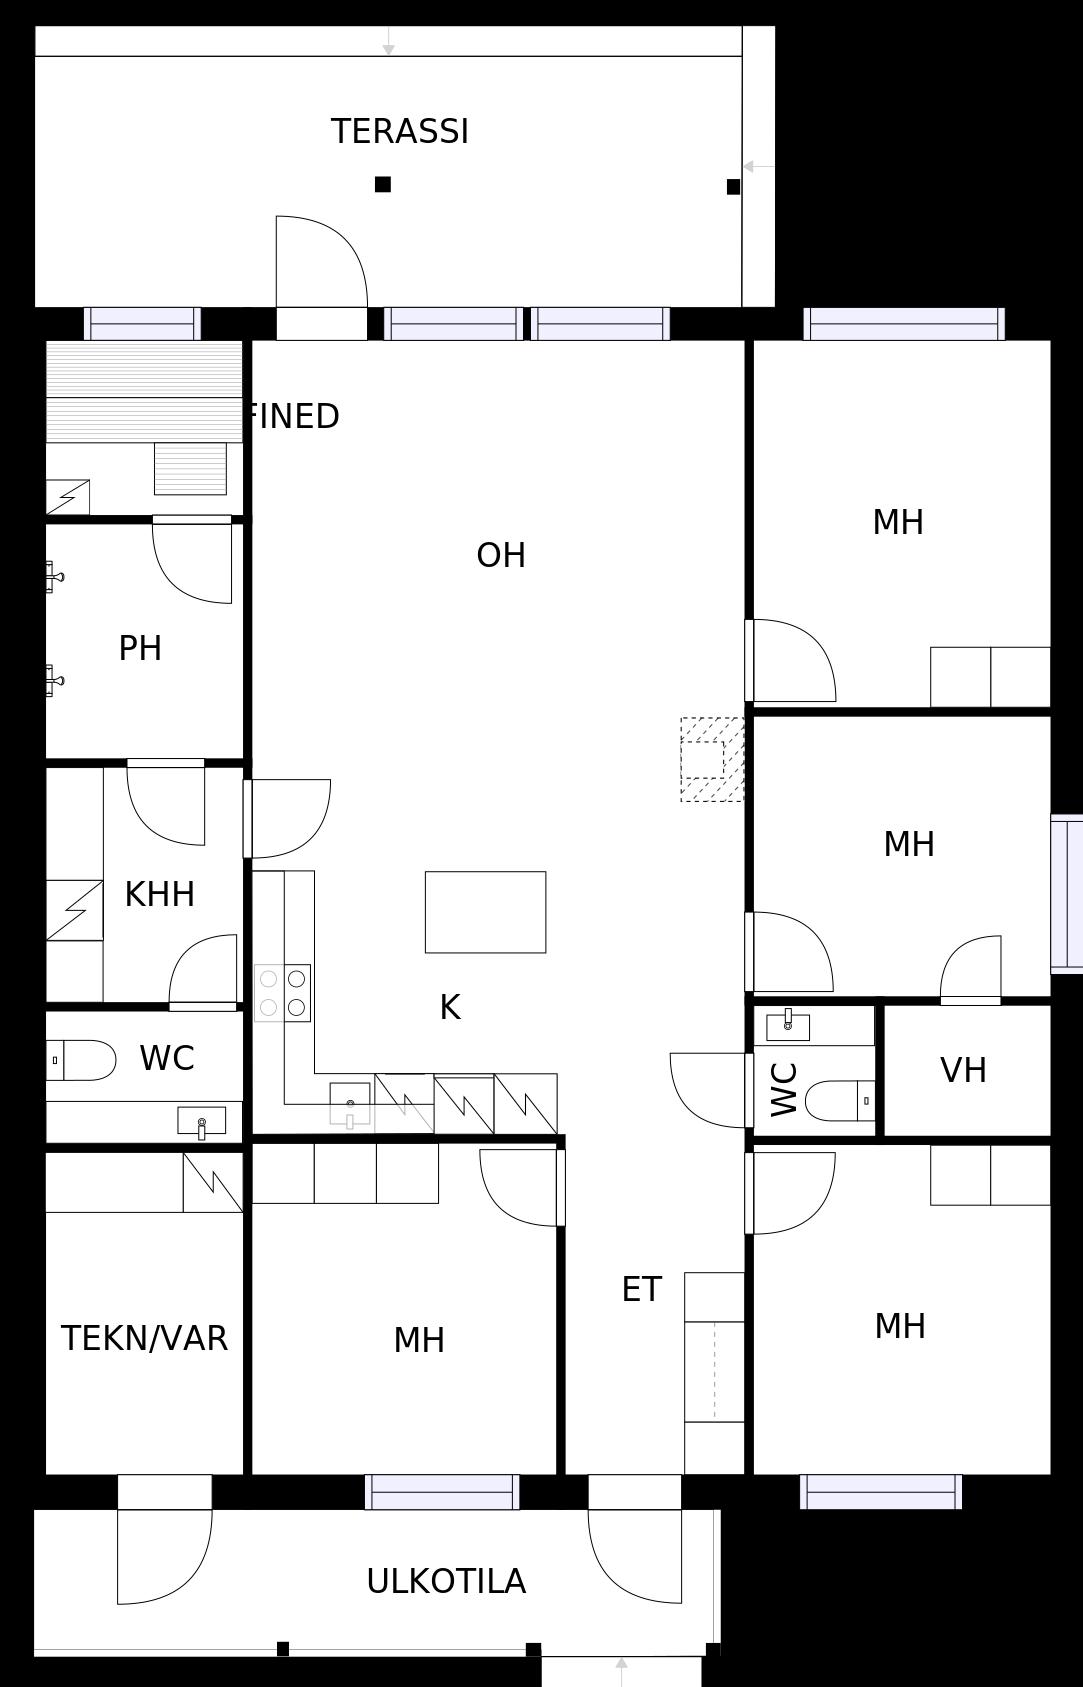 TERASSI
FINED
OH
MH
PH
MH
KHH
K
WC
WC
VH
ET
TEKN/VAR
MH
MH
ULKOTILA